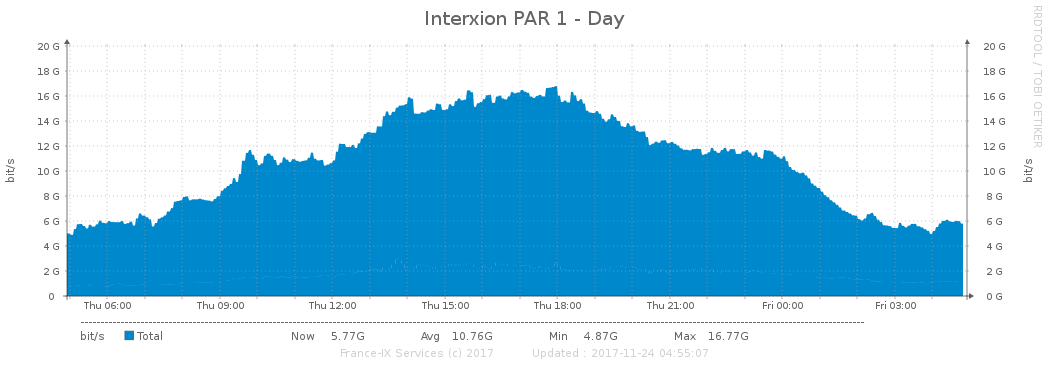 Interxion PAR 1 - Day
RRDTOOL / TOBI OETIKER
20 G 20 G
18 G 18 G
16 G 16 G
14 G 14 G
12 G 12 G
10 G 10 G
8 G 8 G
6 G 6 G
4 G 4 G
2 G 2 G
0 0 G
bit/s
bit/s
Thu 06:00 Thu 09:00 Thu 12:00 Thu 15:00 Thu 18:00 Thu 21:00 Fri 00:00 Fri 03:00
bit/s Total Now 5.77G Avg 10.76G Min 4.87G Max 16.77G
France-IX Services (c) 2017 Updated : 2017-11-24 04:55:07